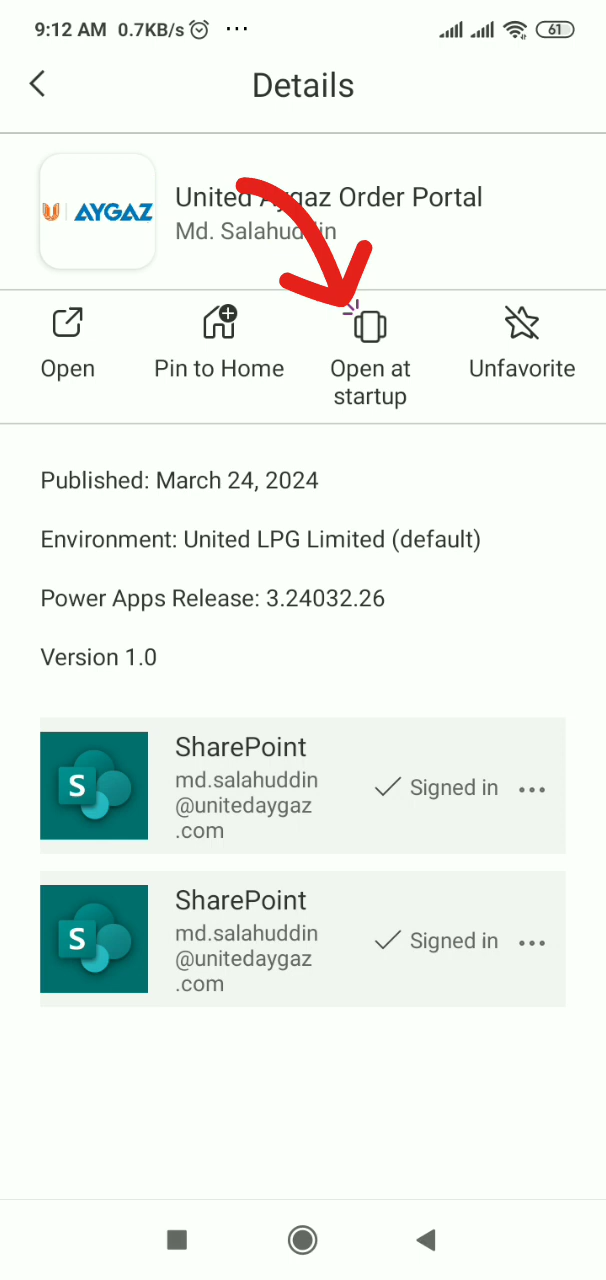 9:12 AM 0.7KB/s ... 61
Details
AYGAZ
United Aygaz Order Portal
Md. Salahuddin
Open Pin to Home Open at startup Unfavorite
Published: March 24, 2024
Environment: United LPG Limited (default)
Power Apps Release: 3.24032.26
Version 1.0
S
SharePoint
md.salahuddin
@unitedaygaz
.com
Signed in
S
SharePoint
md.salahuddin
@unitedaygaz
.com
Signed in